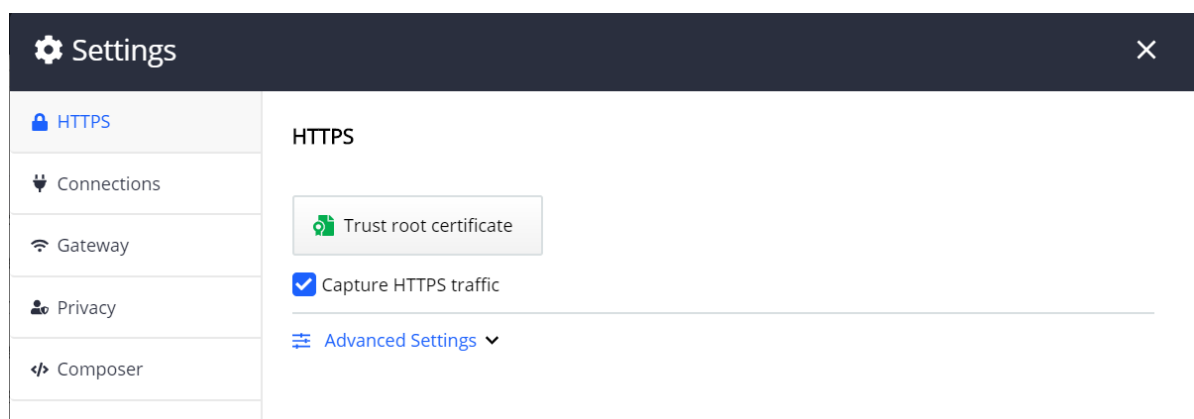 Settings
HTTPS
Connections
Gateway
Privacy
Composer
HTTPS
Trust root certificate
Capture HTTPS traffic
Advanced Settings